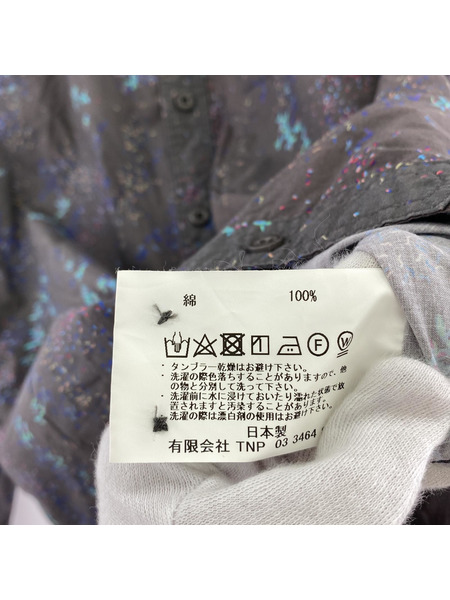 綿 100%
・タンブラー乾燥はお避け下さい。
・洗濯の際色落ちすることがありますので、他
の物と分別して洗って下さい。
・洗濯前に水に浸けておいたり濡れた状態で放
置されますと汚染することがあります。
・洗濯の際は漂白剤の使用はお避け下さい
日本製
有限会社 TNP 03 3464